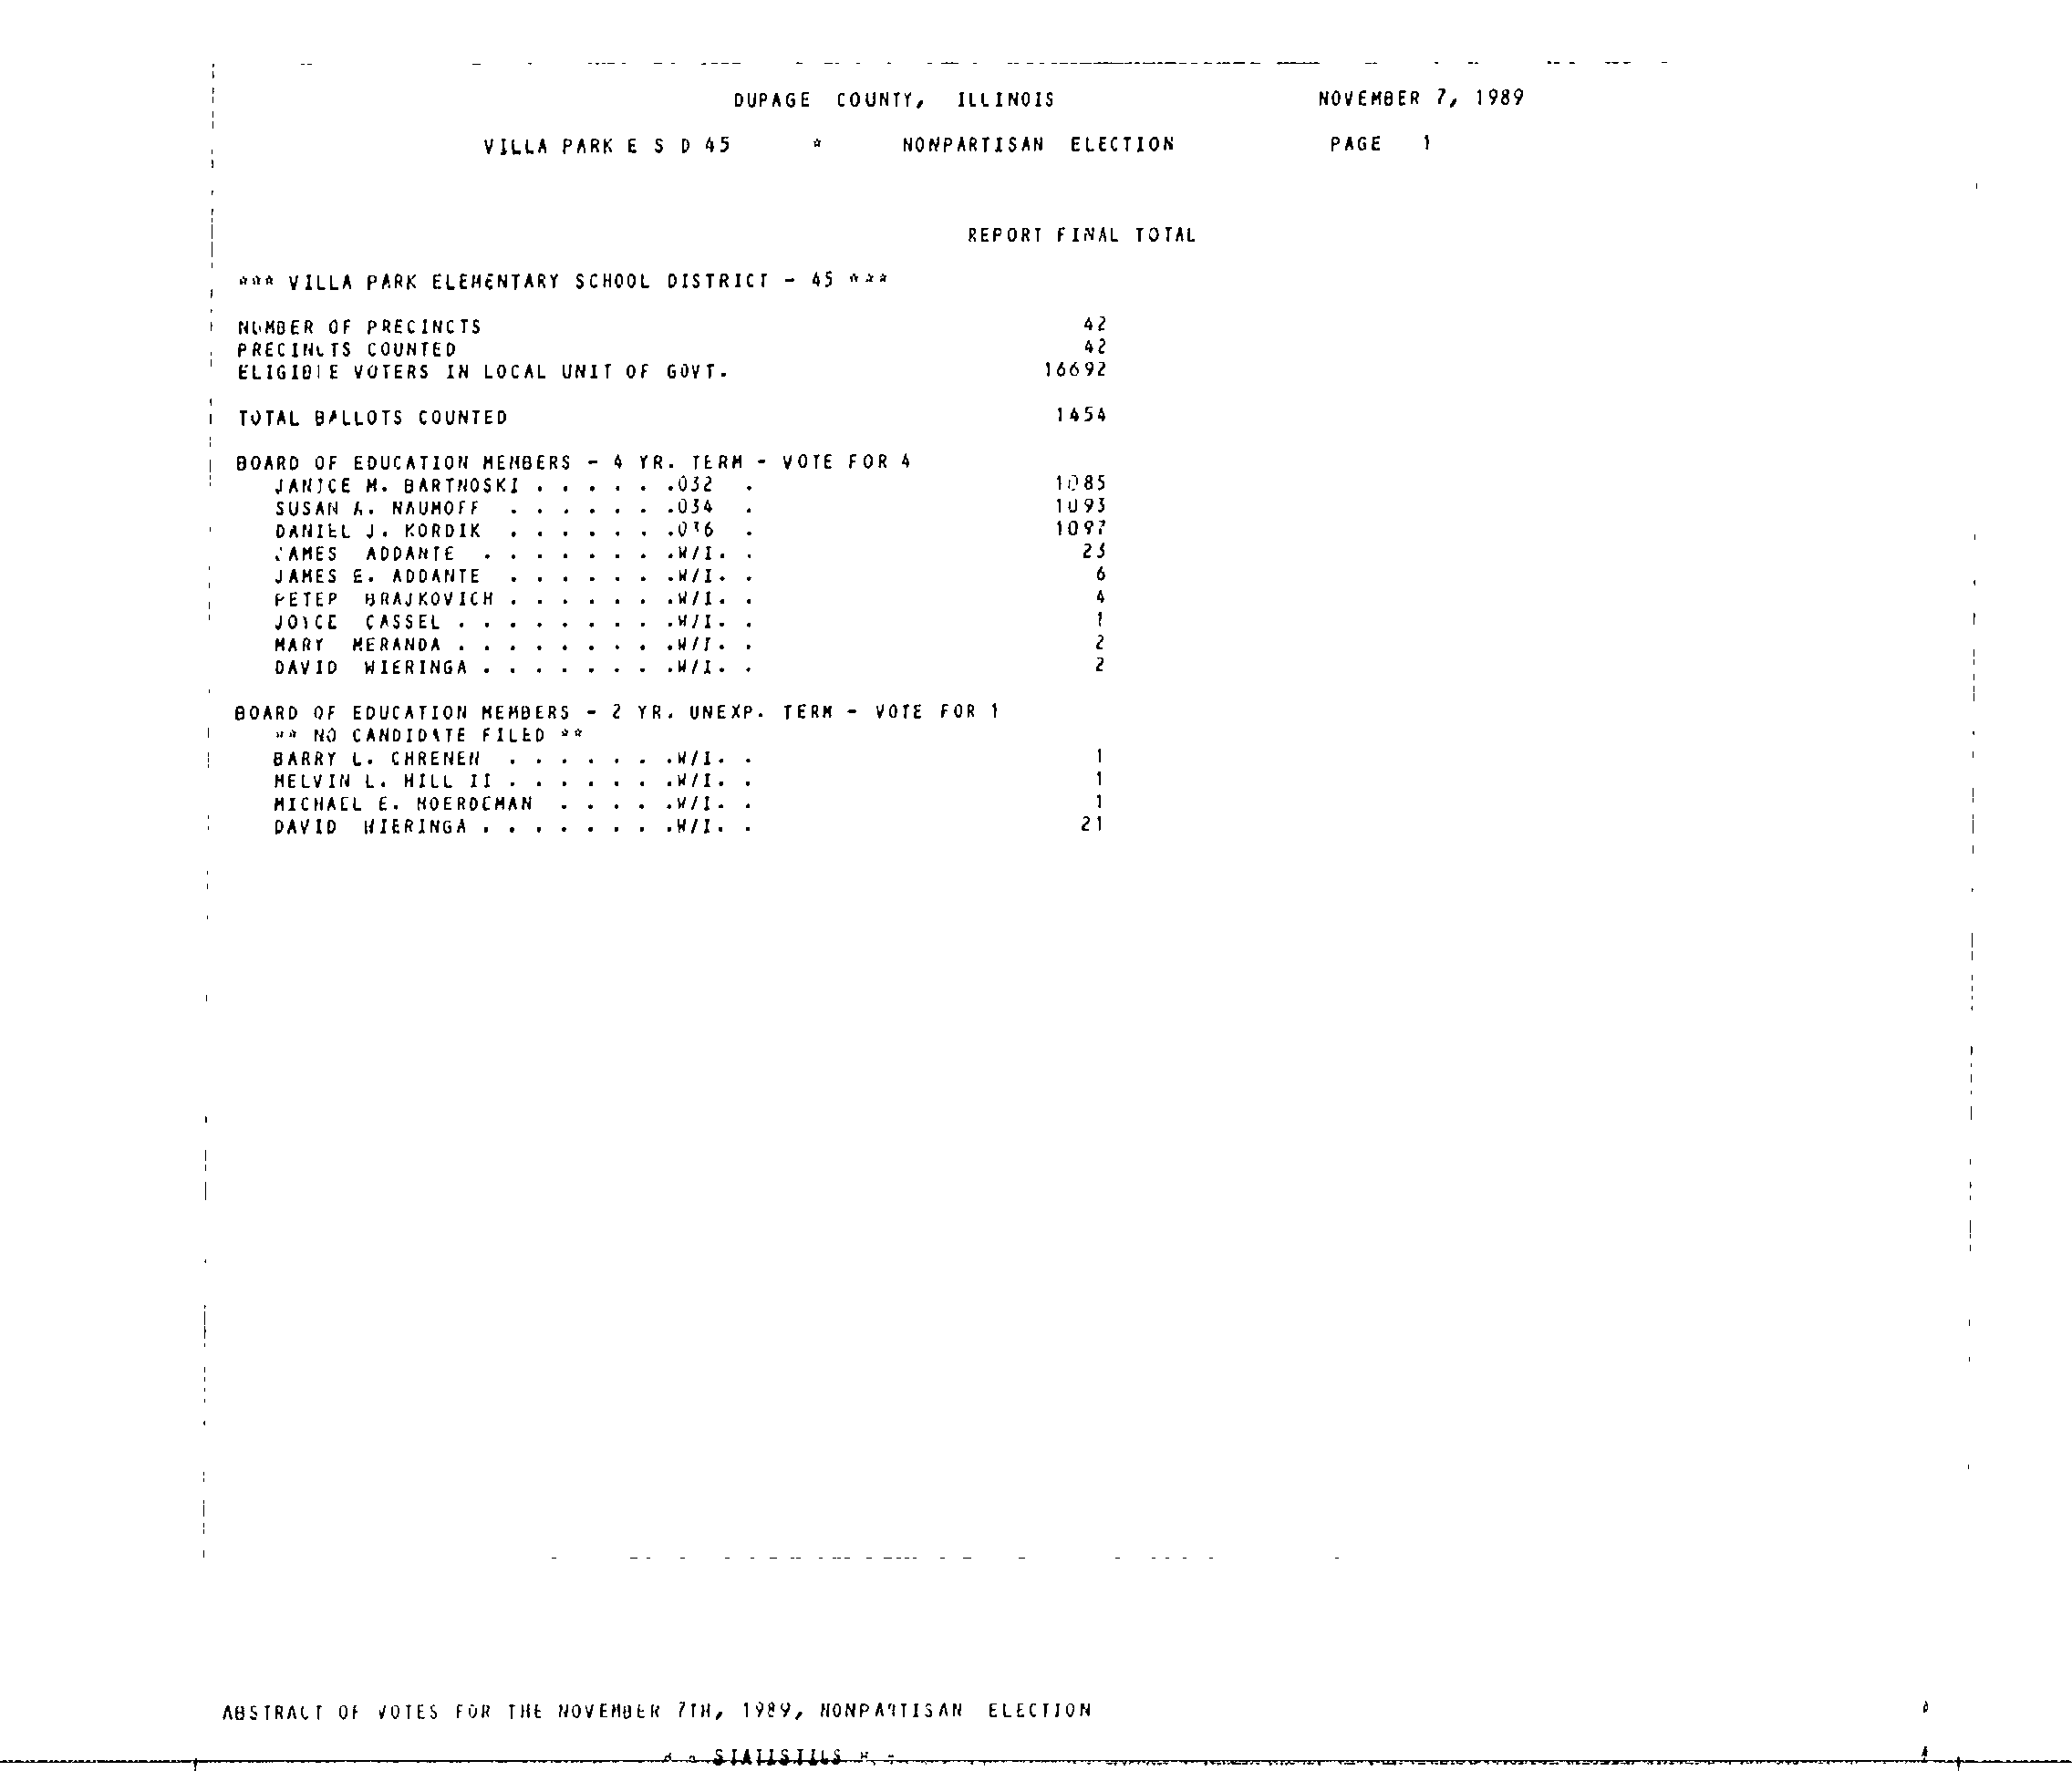 DUPAGE COUNTY, ILLINOIS NOVEMBER 7, 1989
VILLA PARK E S D 45 * NONPARTISAN ELECTION PAGE 1
REPORT FINAL TOTAL
*** VILLA PARK ELEMENTARY SCHOOL DISTRICT - 45 ***
NUMBER OF PRECINCTS 42
PRECINCTS COUNTED 42
ELIGIBLE VOTERS IN LOCAL UNIT OF GOVT. 16692
TOTAL BALLOTS COUNTED 1454
BOARD OF EDUCATION MEMBERS - 4 YR. TERM - VOTE FOR 4
JANICE M. BARTNOSKI . . . . . .032 . 1085
SUSAN A. NAUMOFF . . . . . . .034 . 1093
DANIEL J. KORDIK . . . . . . .036 . 1097
JAMES ADDANTE . . . . . . . .W/I. . 23
JAMES E. ADDANTE . . . . . . .W/I. . 6
PETER BRAJKOVICH . . . . . . .W/I. . 4
JOYCE CASSEL . . . . . . . . .W/I. . 1
MARY MERANDA . . . . . . . . .W/I. . 2
DAVID WIERINGA . . . . . . . .W/I. . 2
BOARD OF EDUCATION MEMBERS - 2 YR. UNEXP. TERM - VOTE FOR 1
** NO CANDIDATE FILED **
BARRY L. CHRENEN . . . . . . .W/I. . 1
MELVIN L. HILL II . . . . . . .W/I. . 1
MICHAEL E. MOERDEMAN . . . . .W/I. . 1
DAVID WIERINGA . . . . . . . .W/I. . 21
ABSTRACT OF VOTES FOR THE NOVEMBER 7TH, 1989, NONPARTISAN ELECTION
STATISTICS